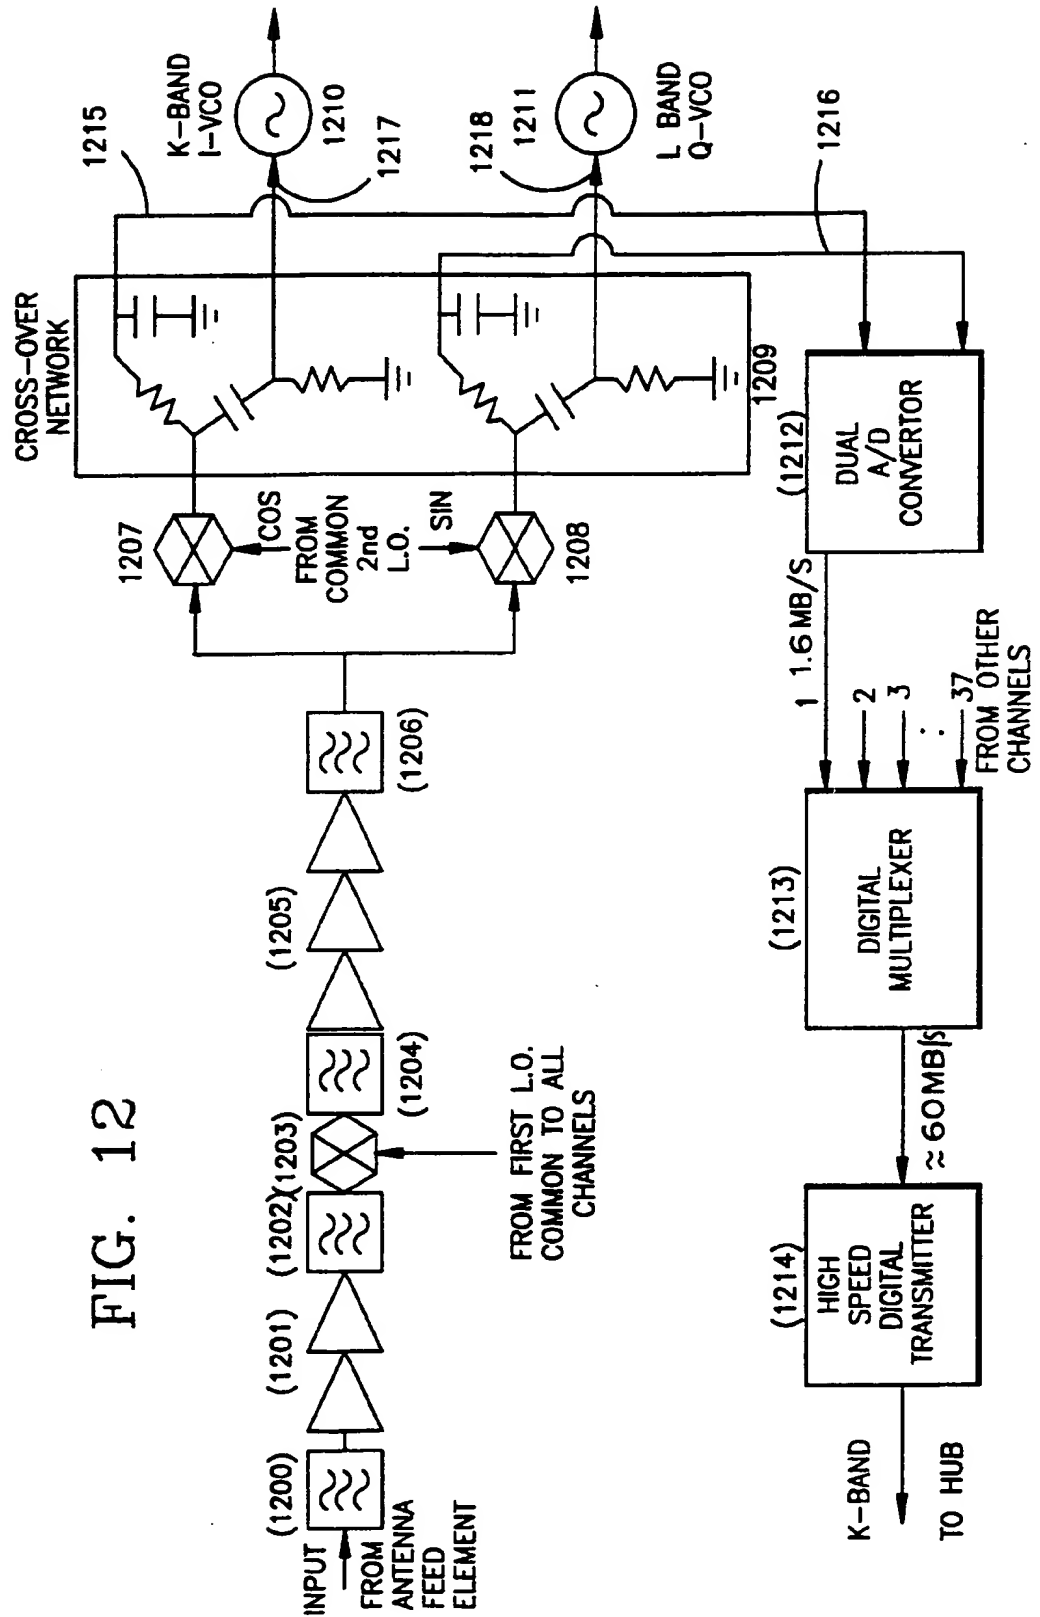 FIG. 12
INPUT
FROM
ANTENNA
FEED
ELEMENT
(1200)
(1201)
(1202)
(1203)
FROM FIRST L.O.
COMMON TO ALL
CHANNELS
(1204)
(1205)
(1206)
1207
COS
FROM
COMMON
2nd
L.O.
SIN
1208
CROSS-OVER
NETWORK
1209
1215
K-BAND
I-VCO
1210
1217
1218
1211
L BAND
Q-VCO
1216
(1212)
DUAL
A/D
CONVERTOR
1 1.6 MB/S
2
3
:
37
FROM OTHER
CHANNELS
(1213)
DIGITAL
MULTIPLEXER
≈ 60 MB/S
(1214)
HIGH
SPEED
DIGITAL
TRANSMITTER
K-BAND
TO HUB